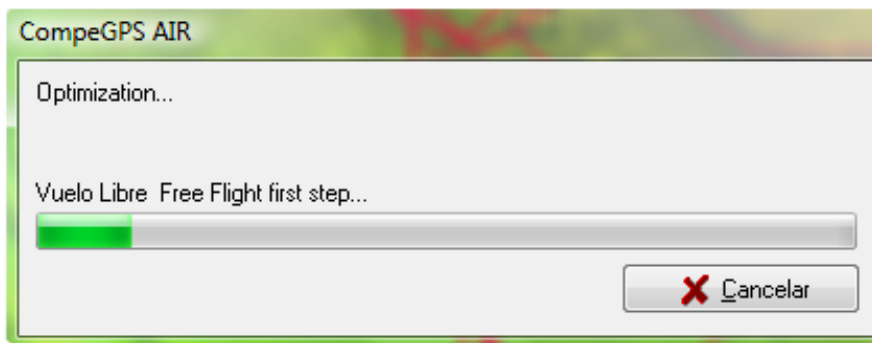 CompeGPS AIR
Optimization...
Vuelo Libre  Free Flight first step...
Cancelar